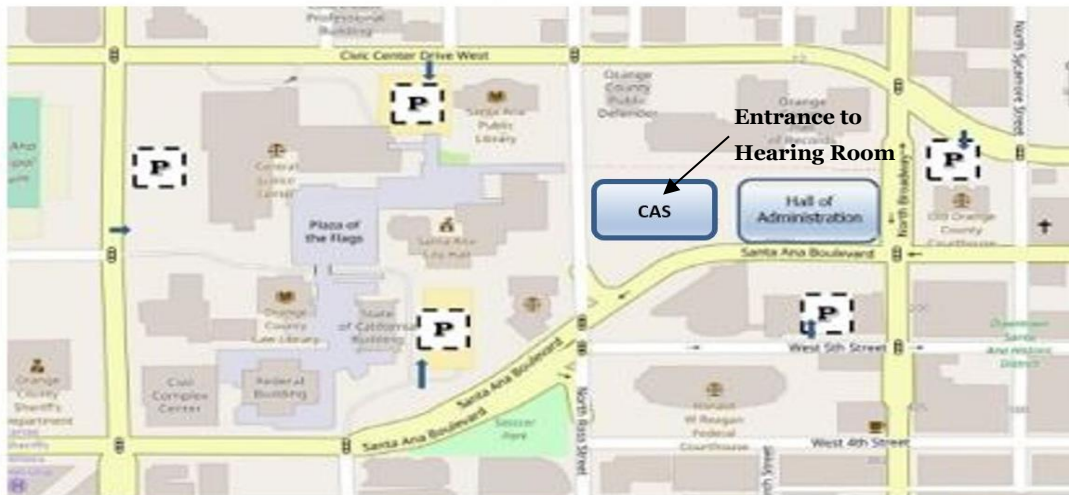 Professional
Building
Civic Center Drive West
P
Santa Ana
Public
Library
Orange
County
Public
Defender
Orange
of Records
Entrance to
Hearing Room
North Sycamore Street
P
P
Central
Plaza of
the Flags
Santa Ana
City Hall
CAS
Hall of
Administration
North Broadway
Old Orange
County
Courthouse
Santa Ana Boulevard
P
P
Orange
County
Law Library
State
of California
Building
West 5th Street
Downtown
Santa
Ana Historic
District
Orange
County
Sheriff's
Department
Civic
Complex
Center
Federal
Building
Santa Ana Boulevard
Santa Ana Boulevard
Sasscer
Park
North Ross Street
Ronald
W Reagan
Federal
Courthouse
West 4th Street